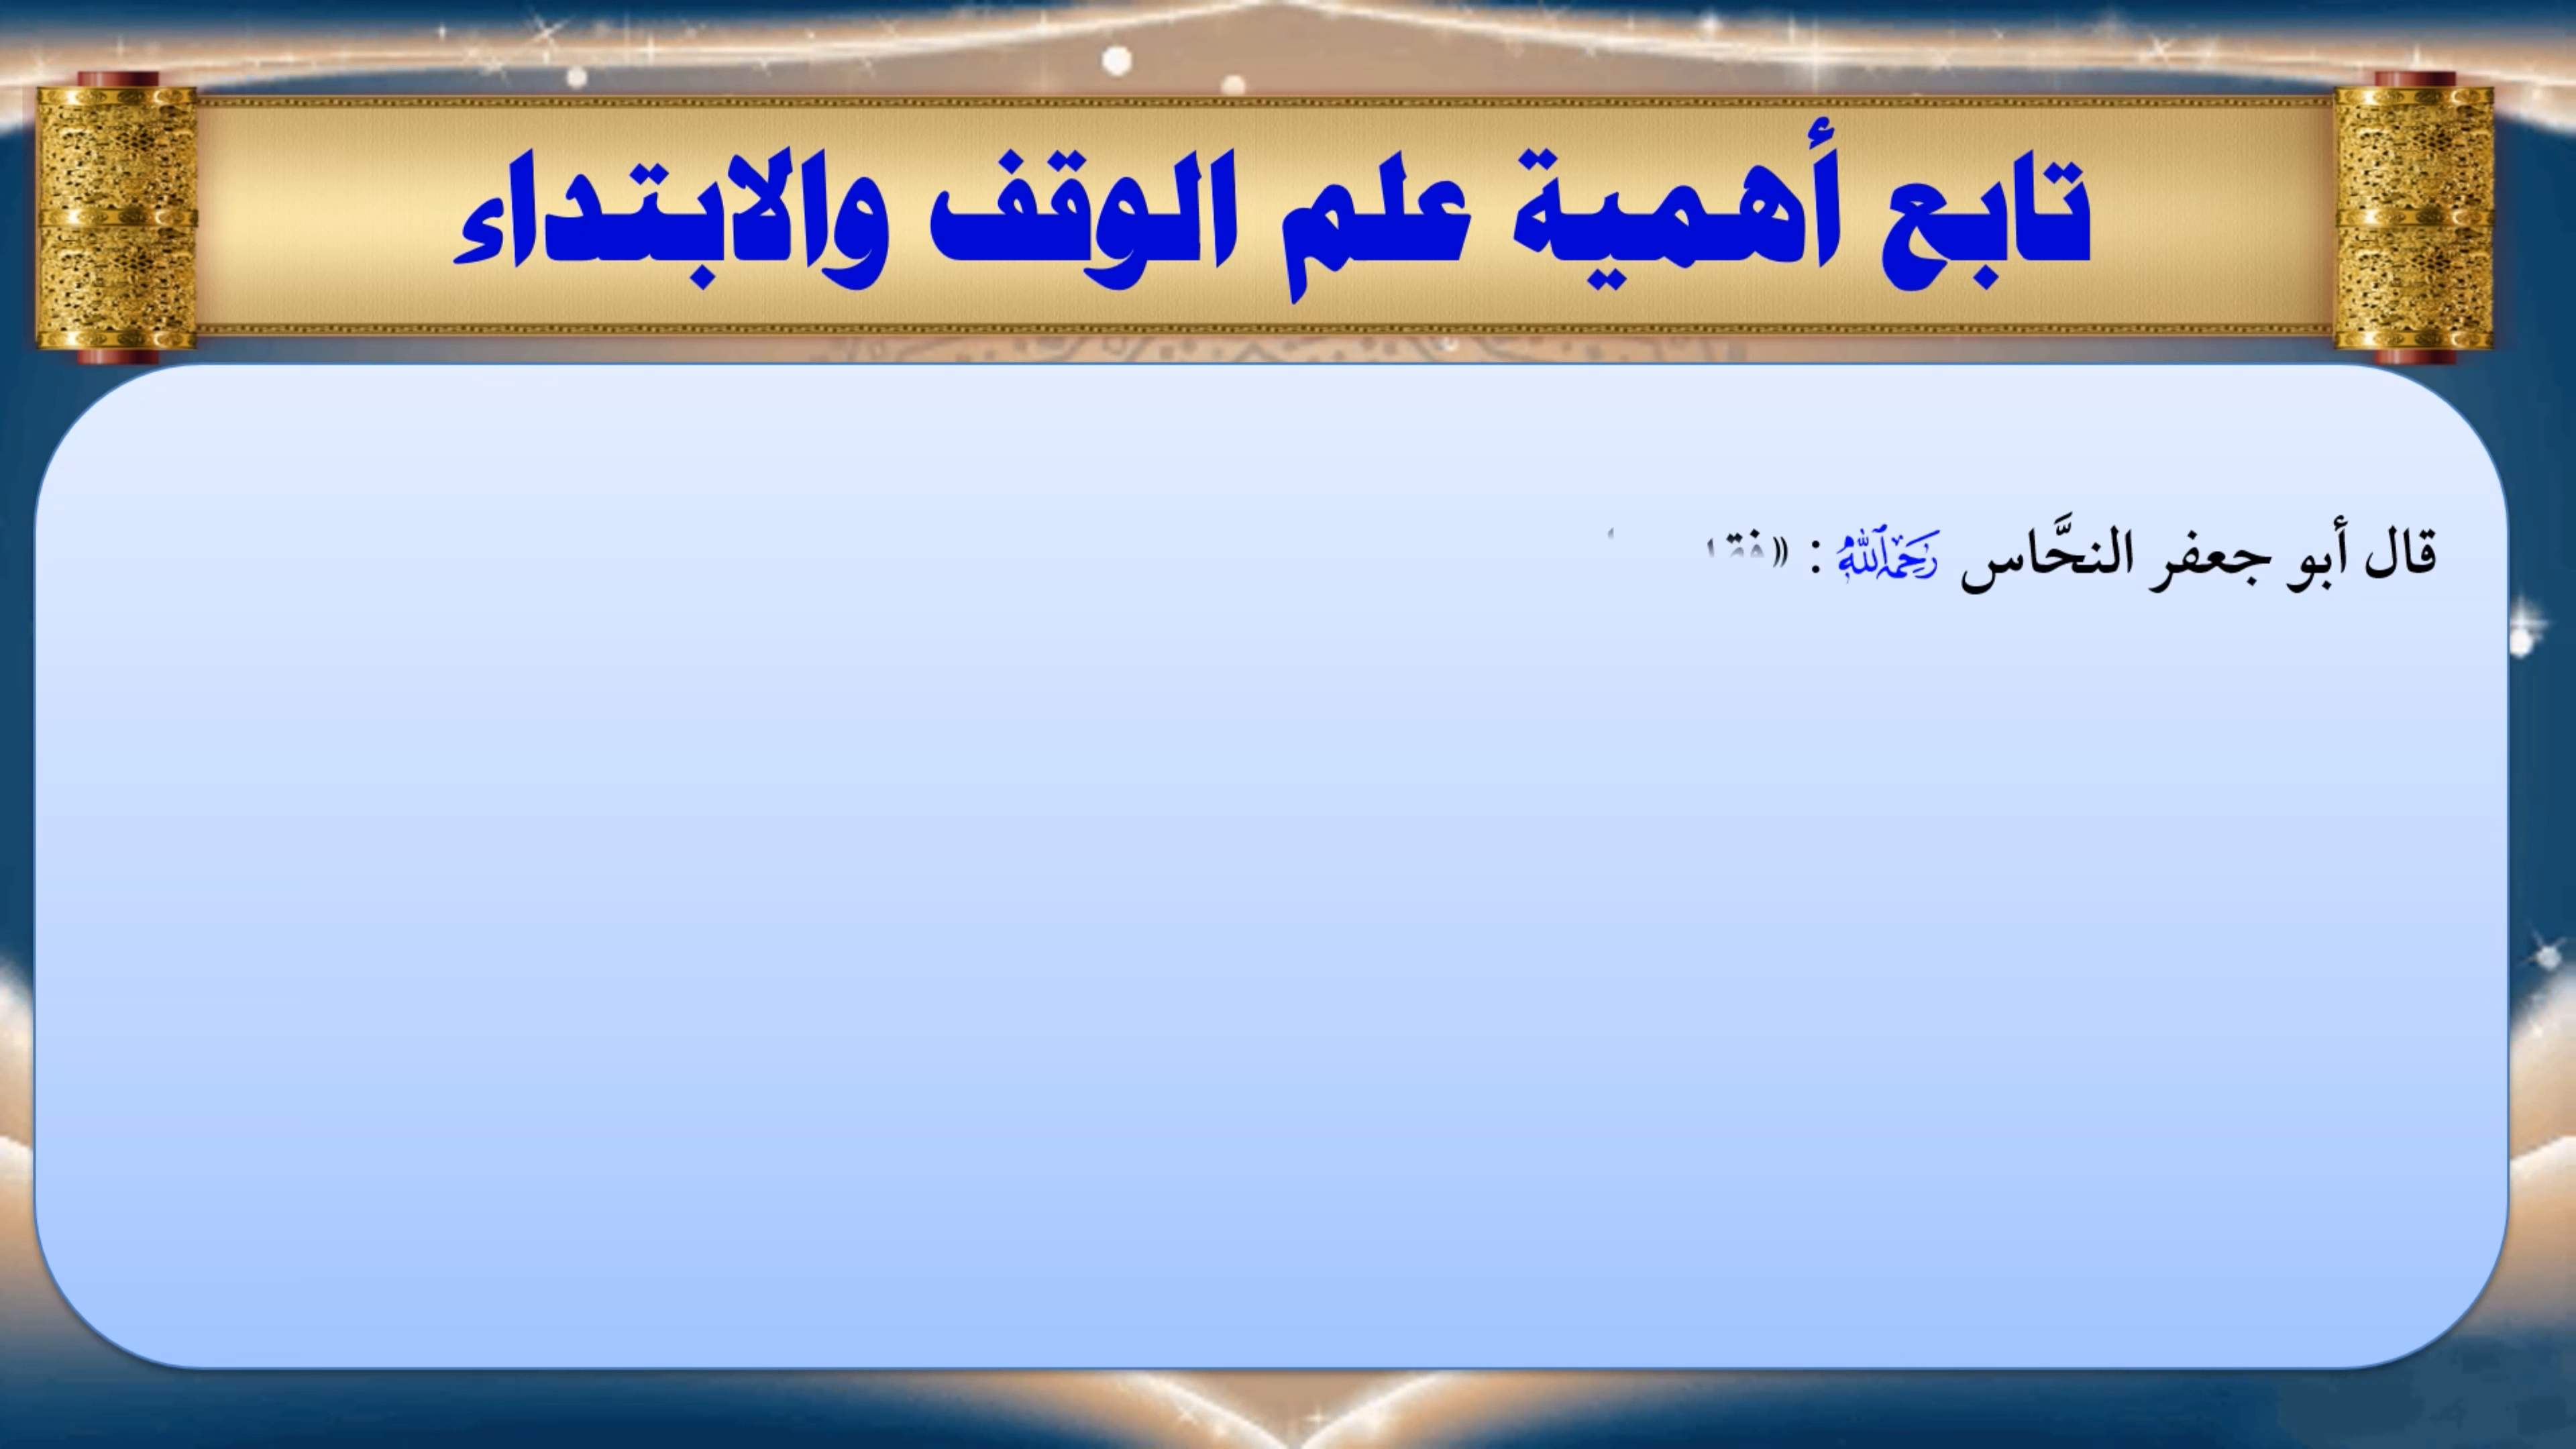 تابع أهمية علم الوقف والابتداء
قال أبو جعفر النحَّاس رَحِمَهُ ٱللَّهُ : «